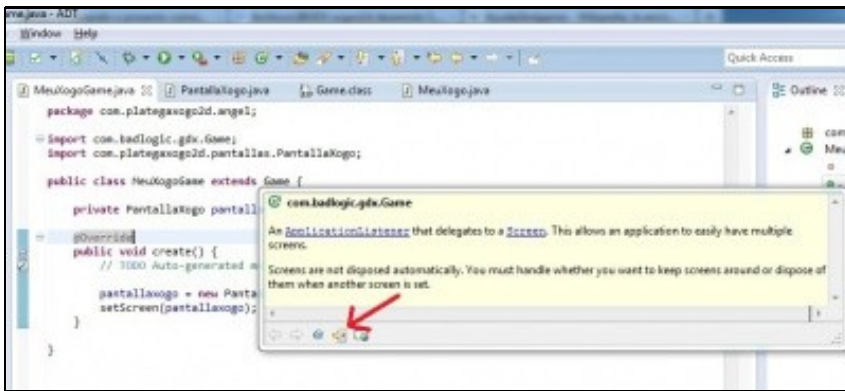 ame.java - ADT
Window Help
Quick Access
MeuXogoGame.java
PantallaXogo.java
Game.class
MeuXogo.java
Outline
package com.plategaxogo2d.angel;
import com.badlogic.gdx.Game;
import com.plategaxogo2d.pantallas.PantallaXogo;
public class MeuXogoGame extends Game {
private PantallaXogo pantall
@Override
public void create() {
// TODO Auto-generated m
pantallaxogo = new Panta
setScreen(pantallaxogo);
}
}
com.badlogic.gdx.Game
An ApplicationListener that delegates to a Screen. This allows an application to easily have multiple
screens.
Screens are not disposed automatically. You must handle whether you want to keep screens around or dispose of
them when another screen is set.
com
Meu